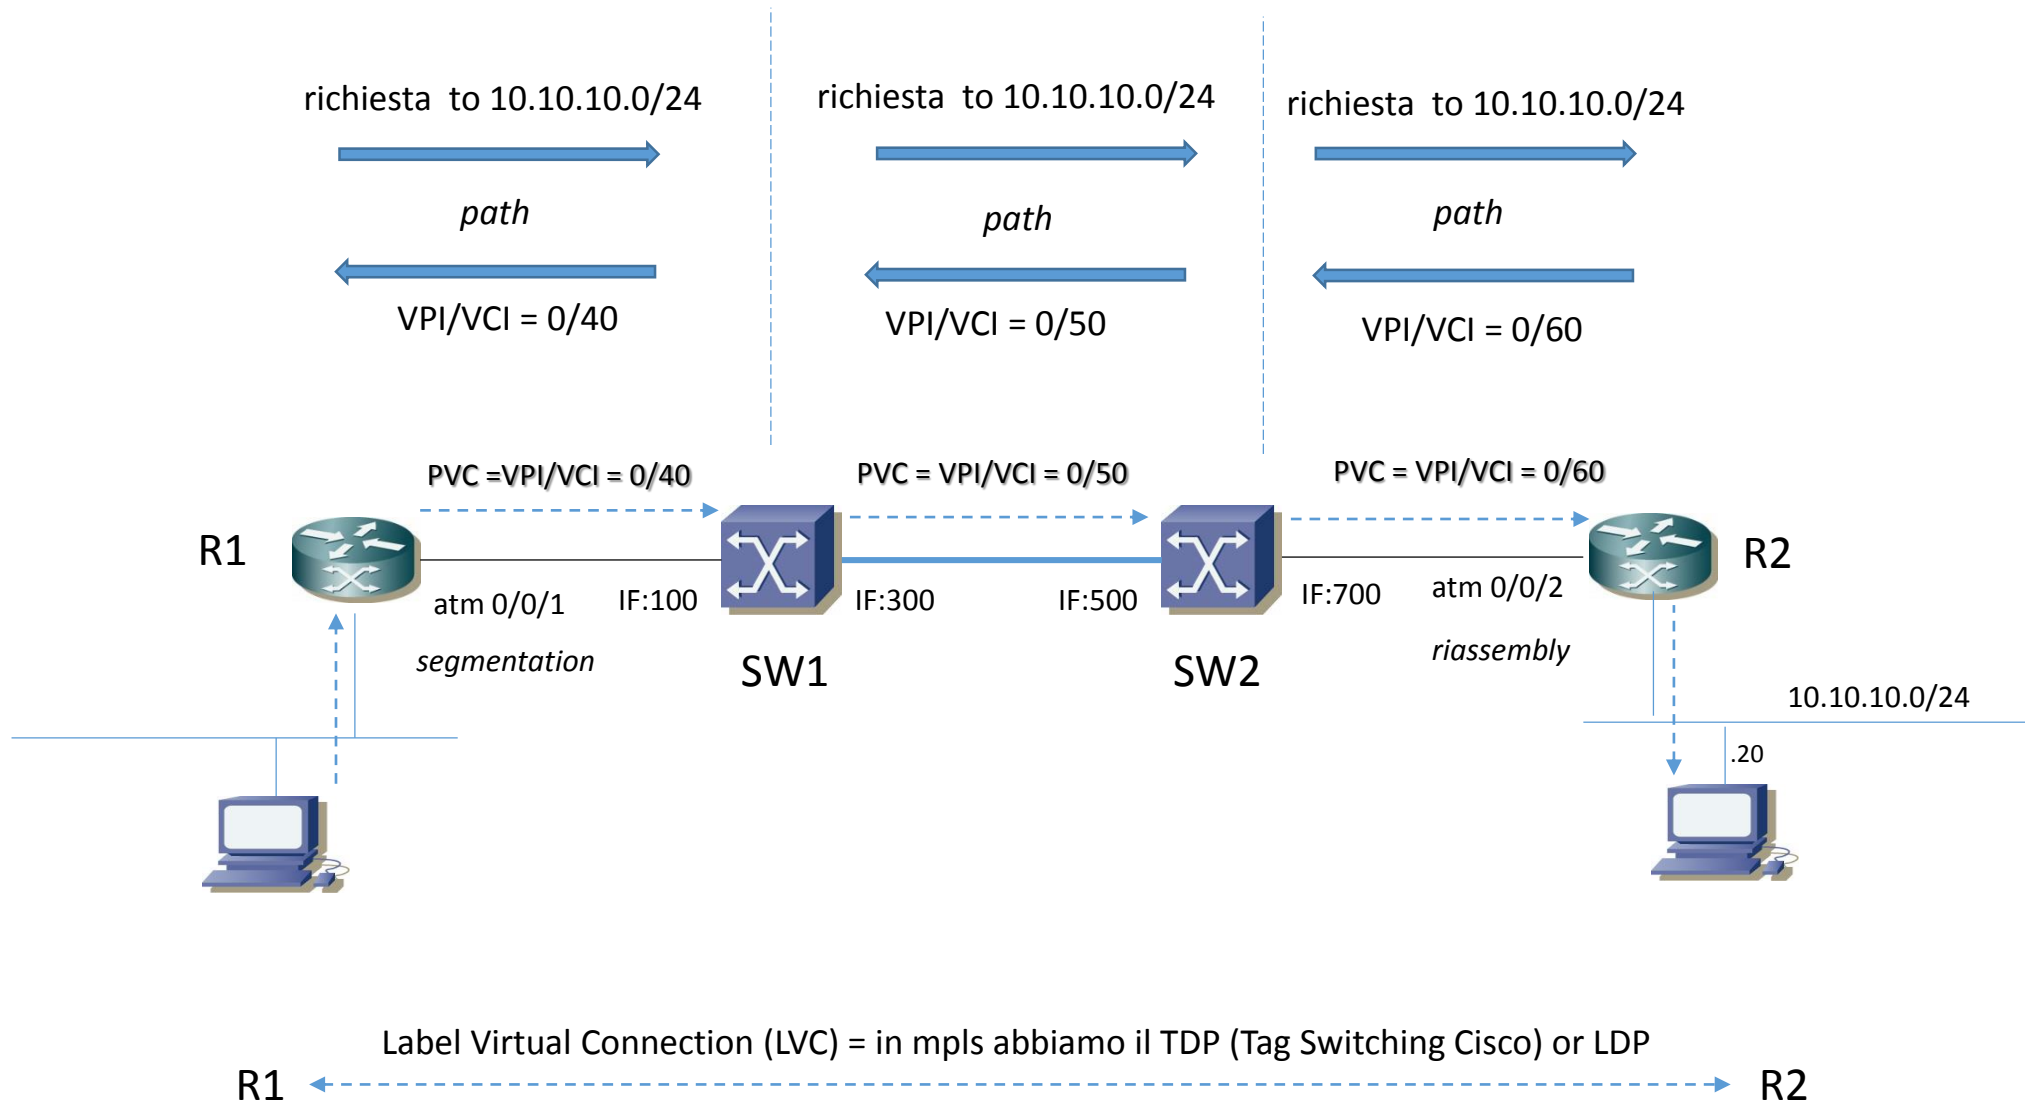 richiesta to 10.10.10.0/24
richiesta to 10.10.10.0/24
richiesta to 10.10.10.0/24
path
path
path
VPI/VCI = 0/40
VPI/VCI = 0/50
VPI/VCI = 0/60
PVC =VPI/VCI = 0/40
PVC = VPI/VCI = 0/50
PVC = VPI/VCI = 0/60
R1
R2
atm 0/0/1
IF:100
IF:300
IF:500
IF:700
atm 0/0/2
segmentation
SW1
SW2
riassembly
10.10.10.0/24
.20
Label Virtual Connection (LVC) = in mpls abbiamo il TDP (Tag Switching Cisco) or LDP
R1
R2